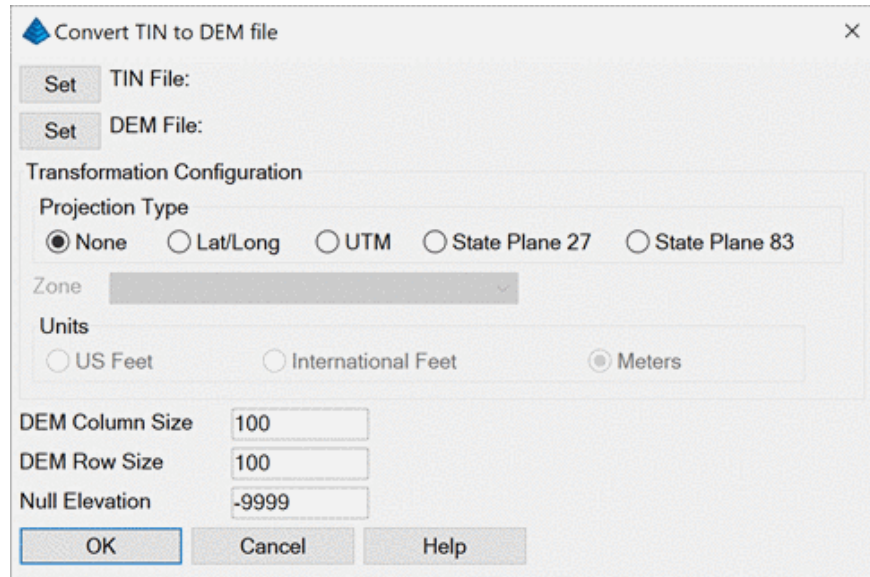 Convert TIN to DEM file
Set TIN File:
Set DEM File:
Transformation Configuration
Projection Type
None Lat/Long UTM State Plane 27 State Plane 83
Zone
Units
US Feet International Feet Meters
DEM Column Size 100
DEM Row Size 100
Null Elevation -9999
OK Cancel Help